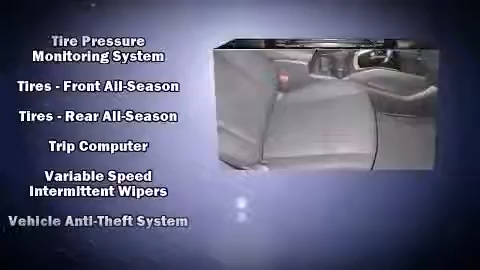 Tire Pressure
Monitoring System
Tires - Front All-Season
Tires - Rear All-Season
Trip Computer
Variable Speed
Intermittent Wipers
Vehicle Anti-Theft System